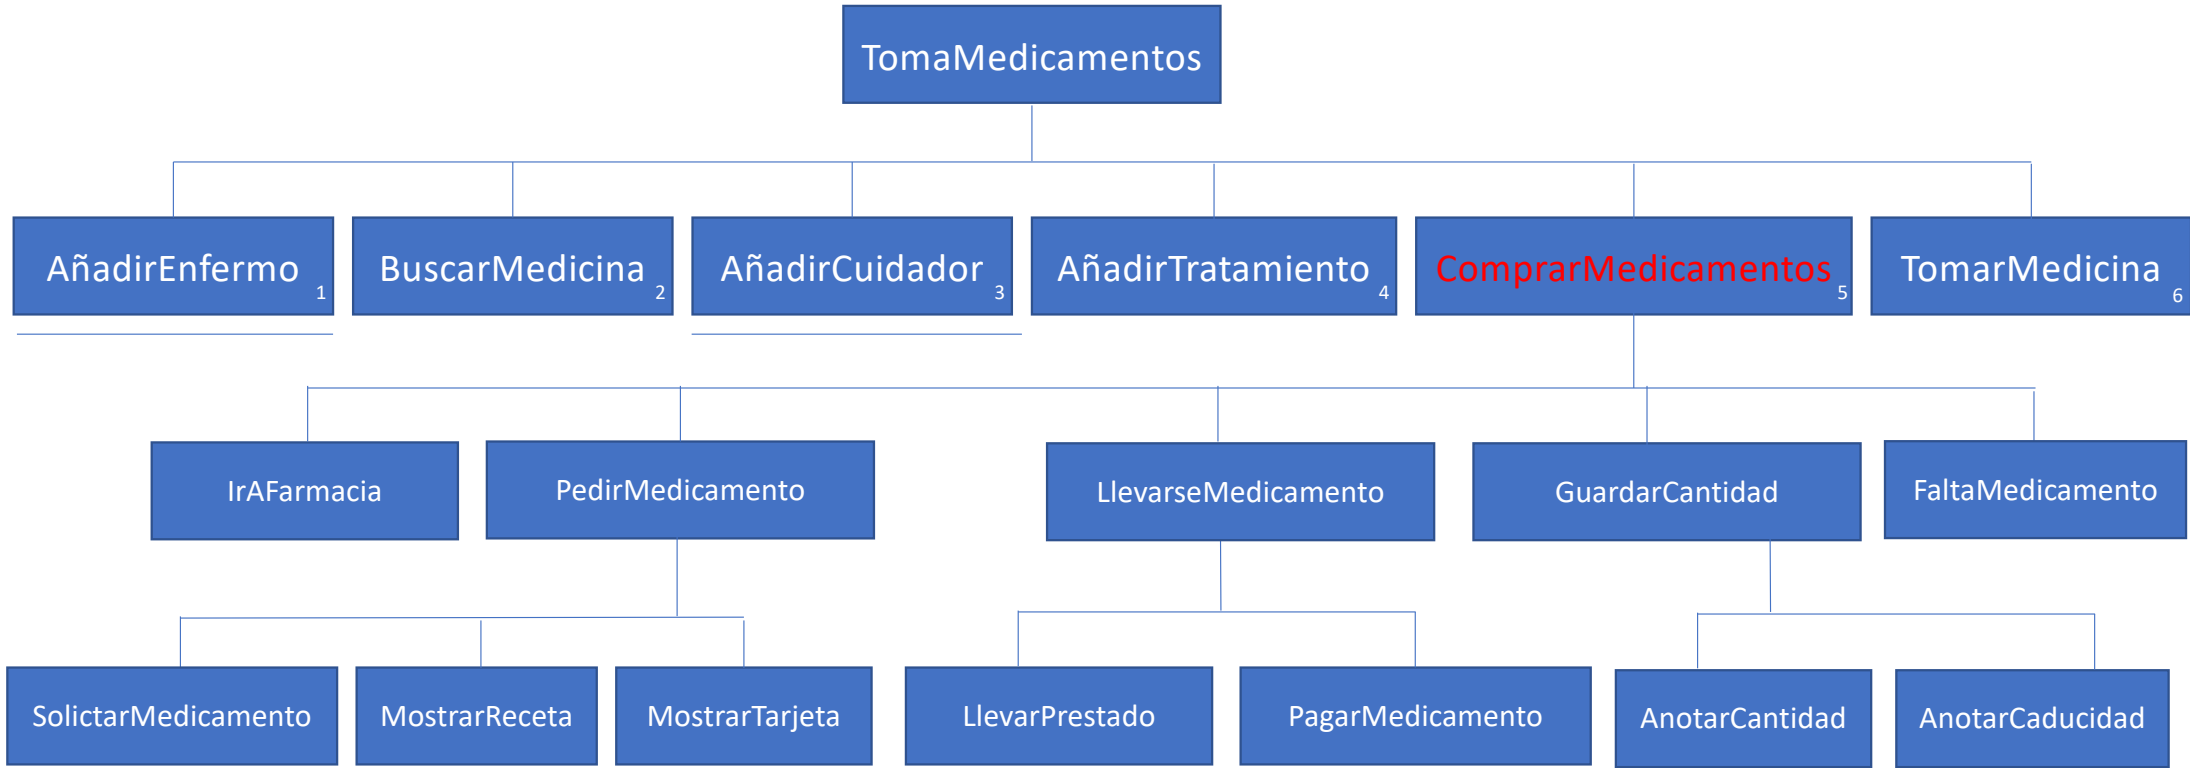 TomaMedicamentos
AñadirEnfermo 1
BuscarMedicina 2
AñadirCuidador 3
AñadirTratamiento 4
ComprarMedicamentos 5
TomarMedicina 6
IrAFarmacia
PedirMedicamento
LlevarseMedicamento
GuardarCantidad
FaltaMedicamento
SolictarMedicamento
MostrarReceta
MostrarTarjeta
LlevarPrestado
PagarMedicamento
AnotarCantidad
AnotarCaducidad